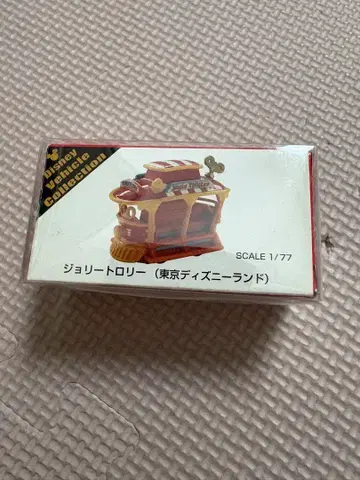 Disney
Vehicle
Collection
SCALE 1/77
ジョリートロリー（東京ディズニーランド）